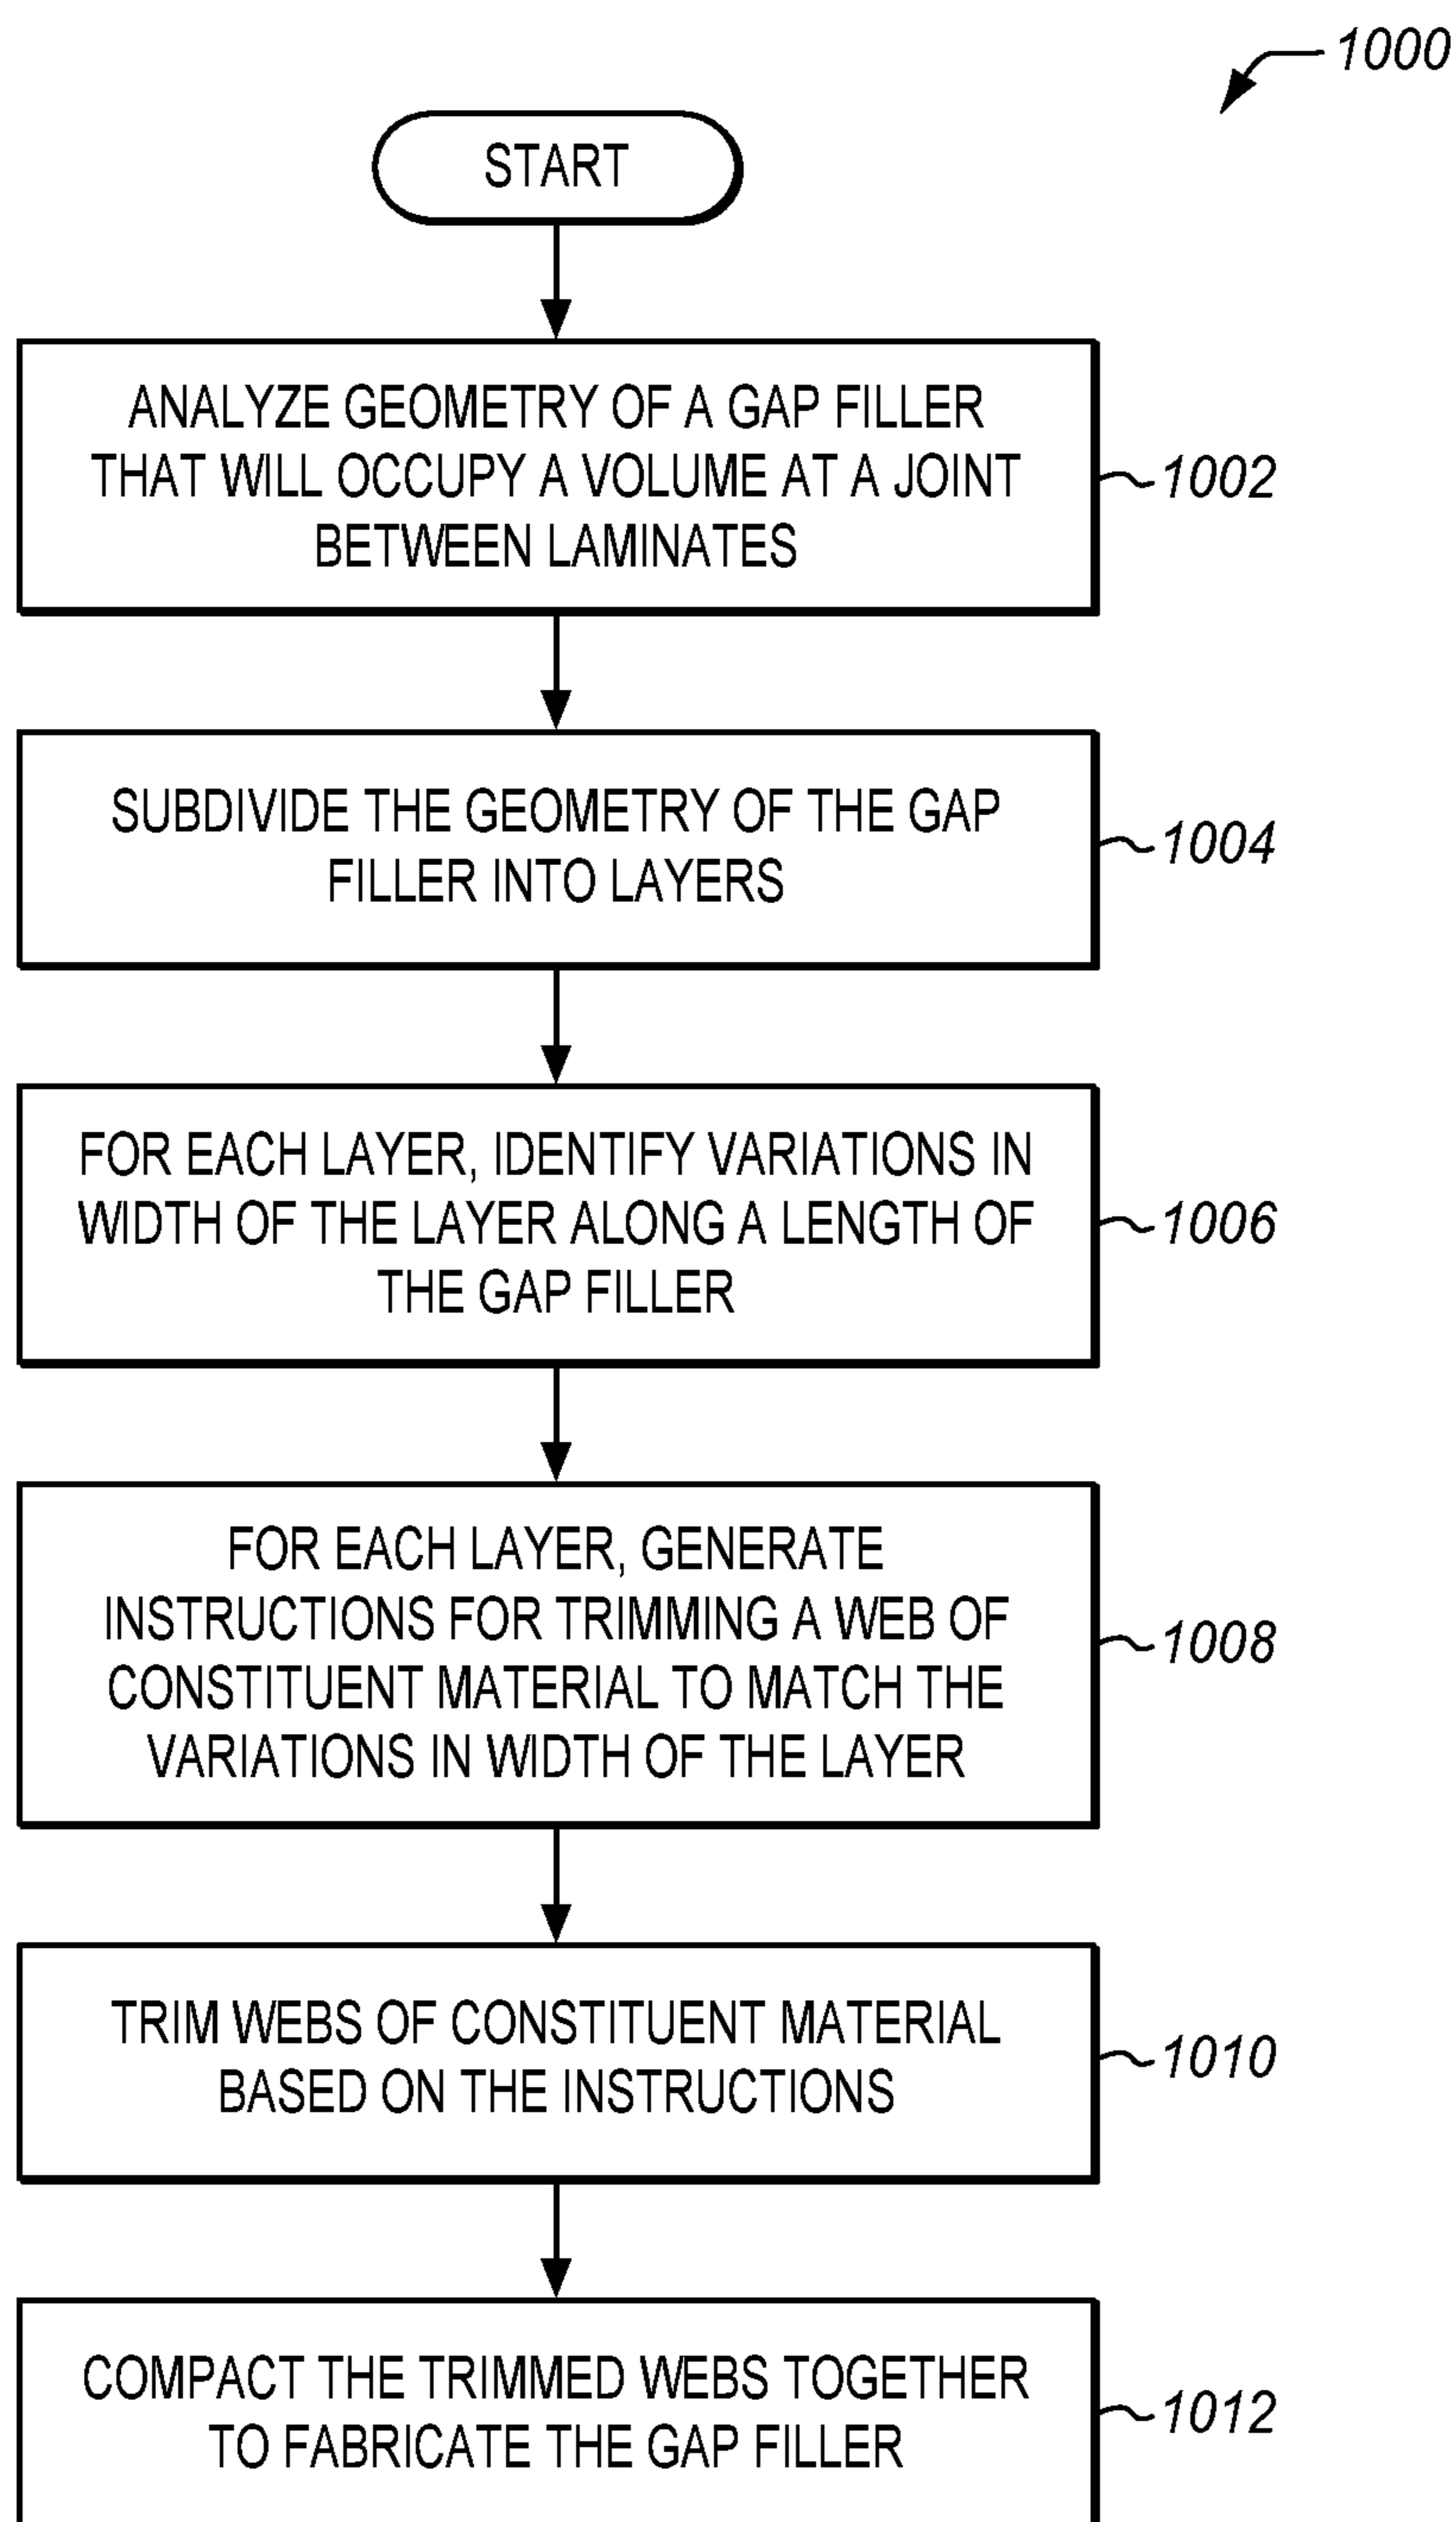 1000
START
ANALYZE GEOMETRY OF A GAP FILLER
THAT WILL OCCUPY A VOLUME AT A JOINT
BETWEEN LAMINATES
1002
SUBDIVIDE THE GEOMETRY OF THE GAP
FILLER INTO LAYERS
1004
FOR EACH LAYER, IDENTIFY VARIATIONS IN
WIDTH OF THE LAYER ALONG A LENGTH OF
THE GAP FILLER
1006
FOR EACH LAYER, GENERATE
INSTRUCTIONS FOR TRIMMING A WEB OF
CONSTITUENT MATERIAL TO MATCH THE
VARIATIONS IN WIDTH OF THE LAYER
1008
TRIM WEBS OF CONSTITUENT MATERIAL
BASED ON THE INSTRUCTIONS
1010
COMPACT THE TRIMMED WEBS TOGETHER
TO FABRICATE THE GAP FILLER
1012